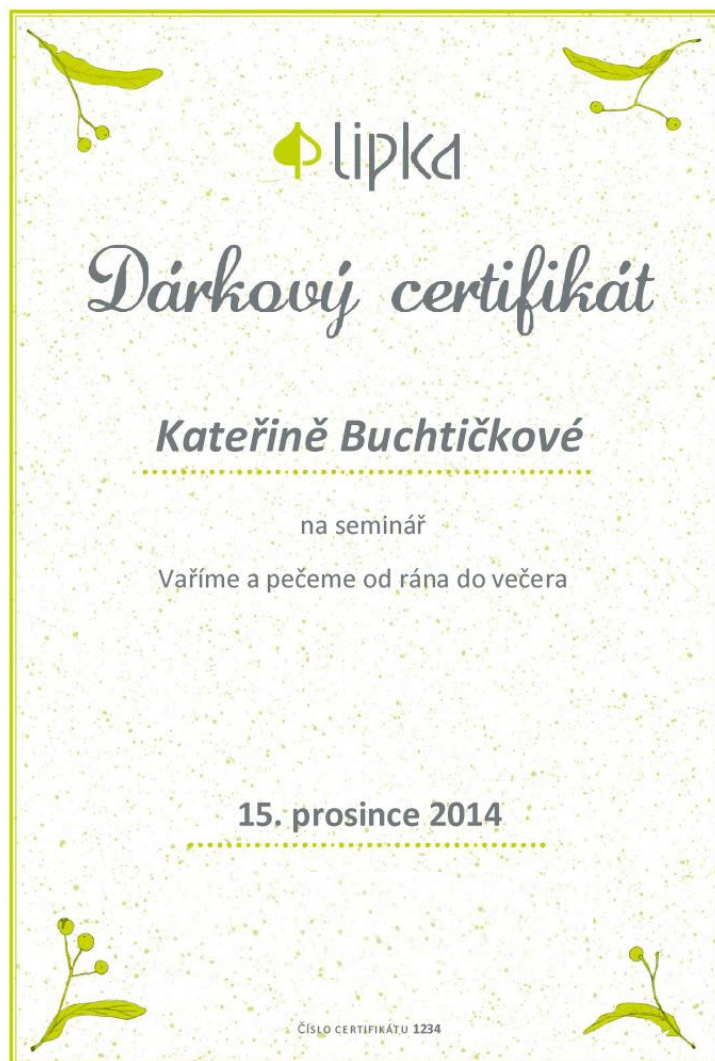 lipka
Dárkový certifikát
Kateřině Buchtičkové
na seminář
Vaříme a pečeme od rána do večera
15. prosince 2014
ČÍSLO CERTIFIKÁTU 1234